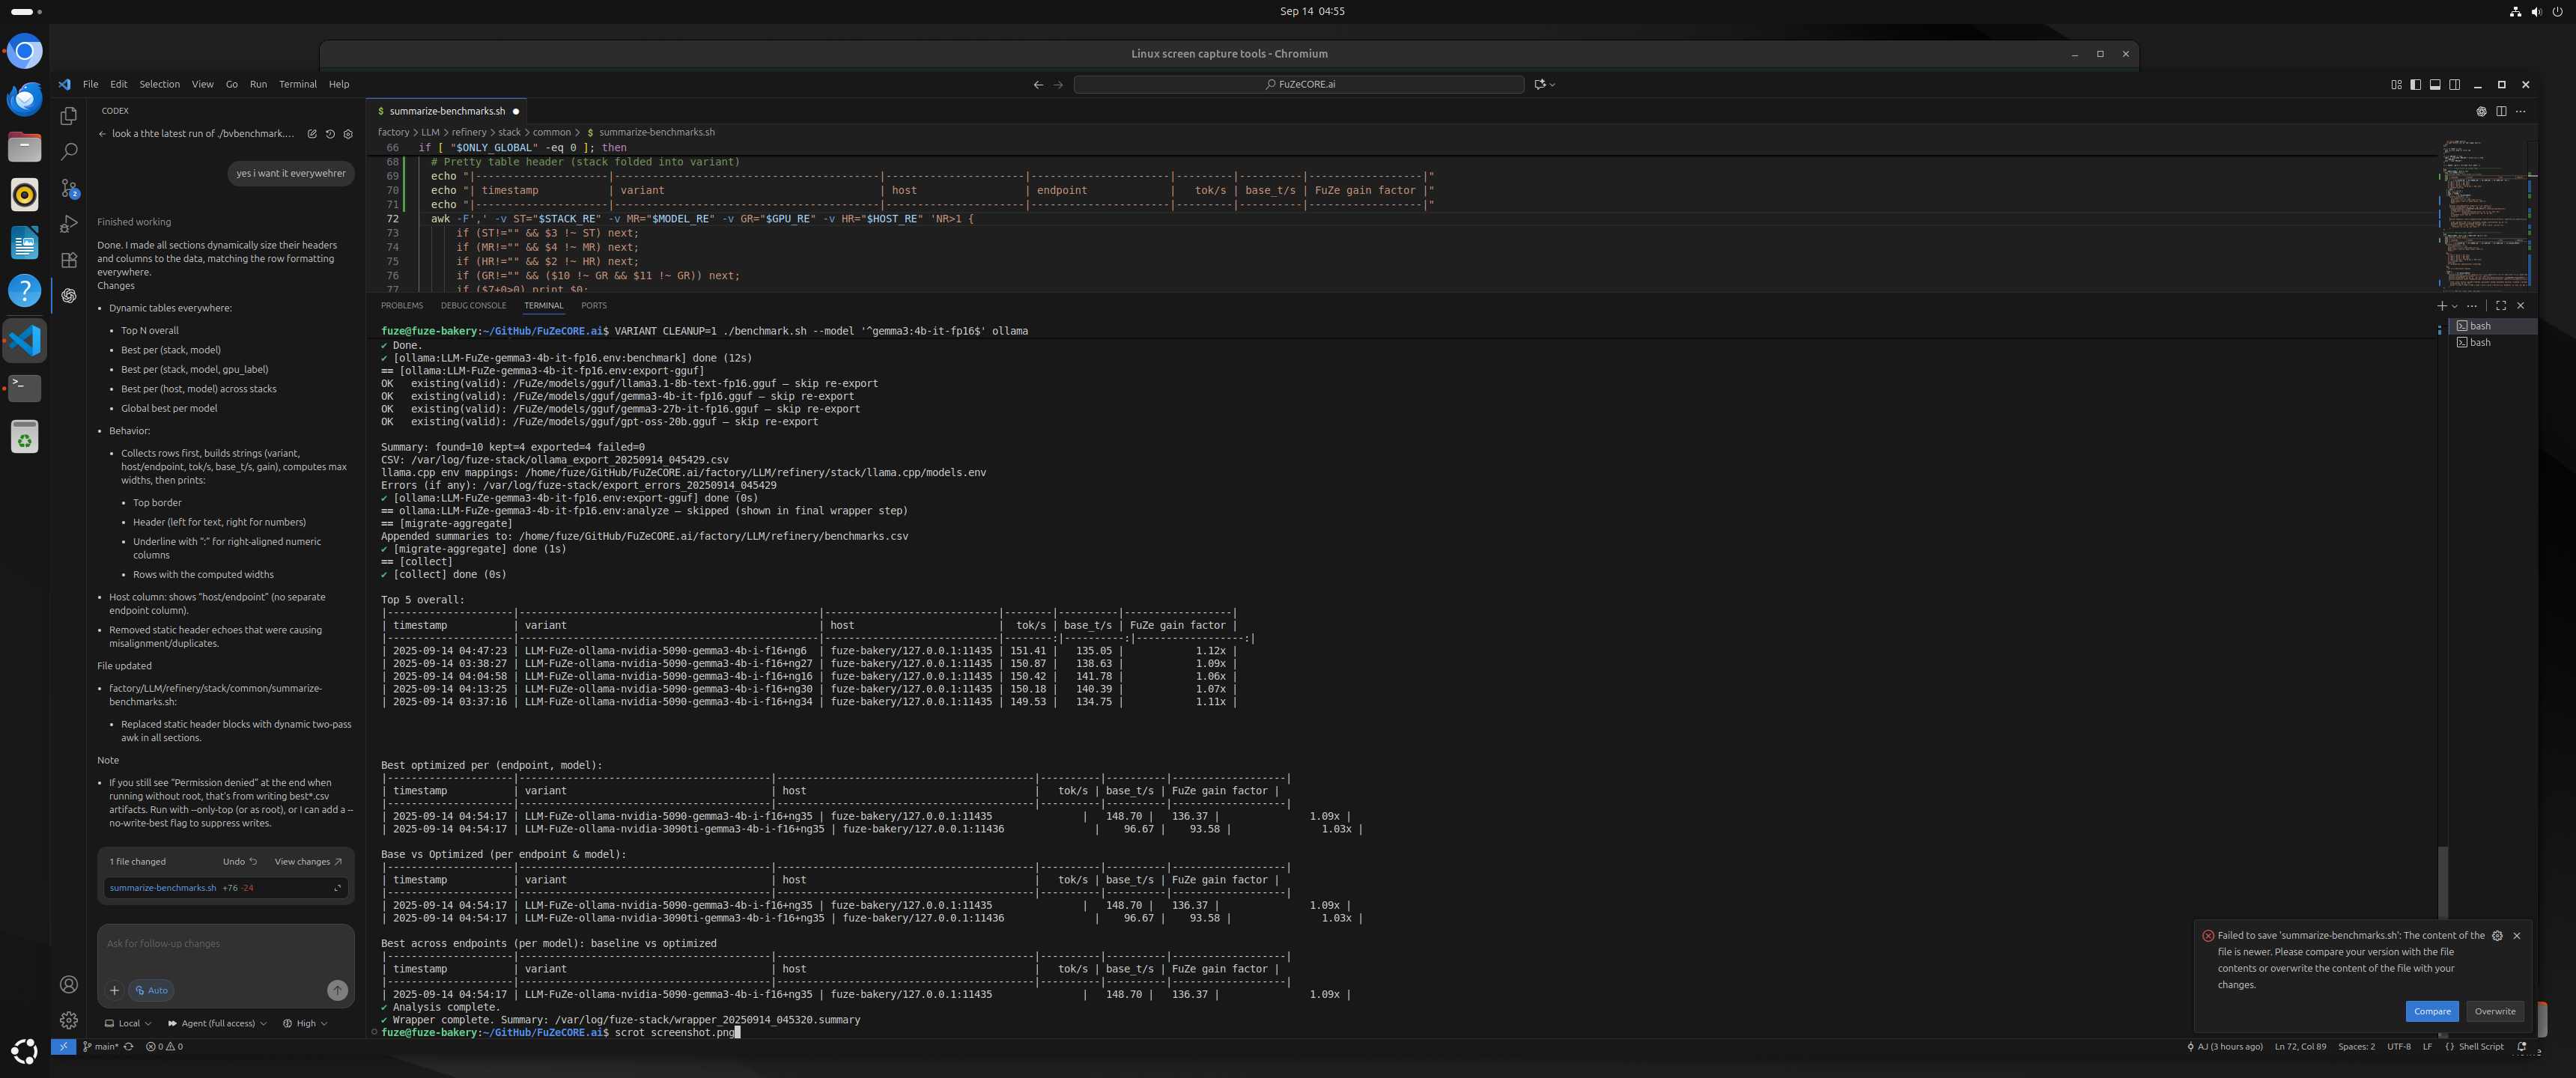 Sep 14 04:55
Linux screen capture tools - Chromium
File Edit Selection View Go Run Terminal Help
FuZeCORE.ai
CODEX
look a thte latest run of ./bvbenchmark....
yes i want it everywehrer
Finished working
Done. I made all sections dynamically size their headers
and columns to the data, matching the row formatting
everywhere.
Changes
• Dynamic tables everywhere:
• Top N overall
• Best per (stack, model)
• Best per (stack, model, gpu_label)
• Best per (host, model) across stacks
• Global best per model
• Behavior:
• Collects rows first, builds strings (variant,
host/endpoint, tok/s, base_t/s, gain), computes max
widths, then prints:
• Top border
• Header (left for text, right for numbers)
• Underline with ":" for right-aligned numeric
columns
• Rows with the computed widths
• Host column: shows "host/endpoint" (no separate
endpoint column).
• Removed static header echoes that were causing
misalignment/duplicates.
File updated
• factory/LLM/refinery/stack/common/summarize-
benchmarks.sh:
• Replaced static header blocks with dynamic two-pass
awk in all sections.
Note
• If you still see "Permission denied" at the end when
running without root, that's from writing best*.csv
artifacts. Run with --only-top (or as root), or I can add a --
no-write-best flag to suppress writes.
1 file changed Undo View changes
summarize-benchmarks.sh +76 -24
Ask for follow-up changes
Auto
Local Agent (full access) High
$ summarize-benchmarks.sh
factory > LLM > refinery > stack > common > $ summarize-benchmarks.sh
66 if [ "$ONLY_GLOBAL" -eq 0 ]; then
68 # Pretty table header (stack folded into variant)
69 echo "|---------------------|-------------------------------------------|----------------------|----------------------|---------|----------|------------------|"
70 echo "| timestamp | variant | host | endpoint | tok/s | base_t/s | FuZe gain factor |"
71 echo "|---------------------|-------------------------------------------|----------------------|----------------------|---------|----------|------------------|"
72 awk -F',' -v ST="$STACK_RE" -v MR="$MODEL_RE" -v GR="$GPU_RE" -v HR="$HOST_RE" 'NR>1 {
73 if (ST!="" && $3 !~ ST) next;
74 if (MR!="" && $4 !~ MR) next;
75 if (HR!="" && $2 !~ HR) next;
76 if (GR!="" && ($10 !~ GR && $11 !~ GR)) next;
77 if ($7+0>0) print $0;
PROBLEMS DEBUG CONSOLE TERMINAL PORTS
bash
bash
fuze@fuze-bakery:~/GitHub/FuZeCORE.ai$ VARIANT CLEANUP=1 ./benchmark.sh --model '^gemma3:4b-it-fp16$' ollama
✔ Done.
✔ [ollama:LLM-FuZe-gemma3-4b-it-fp16.env:benchmark] done (12s)
== [ollama:LLM-FuZe-gemma3-4b-it-fp16.env:export-gguf]
OK existing(valid): /FuZe/models/gguf/llama3.1-8b-text-fp16.gguf — skip re-export
OK existing(valid): /FuZe/models/gguf/gemma3-4b-it-fp16.gguf — skip re-export
OK existing(valid): /FuZe/models/gguf/gemma3-27b-it-fp16.gguf — skip re-export
OK existing(valid): /FuZe/models/gguf/gpt-oss-20b.gguf — skip re-export
Summary: found=10 kept=4 exported=4 failed=0
CSV: /var/log/fuze-stack/ollama_export_20250914_045429.csv
llama.cpp env mappings: /home/fuze/GitHub/FuZeCORE.ai/factory/LLM/refinery/stack/llama.cpp/models.env
Errors (if any): /var/log/fuze-stack/export_errors_20250914_045429
✔ [ollama:LLM-FuZe-gemma3-4b-it-fp16.env:export-gguf] done (0s)
== ollama:LLM-FuZe-gemma3-4b-it-fp16.env:analyze — skipped (shown in final wrapper step)
== [migrate-aggregate]
Appended summaries to: /home/fuze/GitHub/FuZeCORE.ai/factory/LLM/refinery/benchmarks.csv
✔ [migrate-aggregate] done (1s)
== [collect]
✔ [collect] done (0s)
Top 5 overall:
|---------------------|-------------------------------------------------|-----------------------------|--------|----------|------------------|
| timestamp | variant | host | tok/s | base_t/s | FuZe gain factor |
|---------------------|-------------------------------------------------|-----------------------------|--------:|----------:|------------------:|
| 2025-09-14 04:47:23 | LLM-FuZe-ollama-nvidia-5090-gemma3-4b-i-f16+ng6 | fuze-bakery/127.0.0.1:11435 | 151.41 | 135.05 | 1.12x |
| 2025-09-14 03:38:27 | LLM-FuZe-ollama-nvidia-5090-gemma3-4b-i-f16+ng27 | fuze-bakery/127.0.0.1:11435 | 150.87 | 138.63 | 1.09x |
| 2025-09-14 04:04:58 | LLM-FuZe-ollama-nvidia-5090-gemma3-4b-i-f16+ng16 | fuze-bakery/127.0.0.1:11435 | 150.42 | 141.78 | 1.06x |
| 2025-09-14 04:13:25 | LLM-FuZe-ollama-nvidia-5090-gemma3-4b-i-f16+ng30 | fuze-bakery/127.0.0.1:11435 | 150.18 | 140.39 | 1.07x |
| 2025-09-14 03:37:16 | LLM-FuZe-ollama-nvidia-5090-gemma3-4b-i-f16+ng34 | fuze-bakery/127.0.0.1:11435 | 149.53 | 134.75 | 1.11x |
Best optimized per (endpoint, model):
|---------------------|-----------------------------------------|------------------------------------------|---------|----------|------------------|
| timestamp | variant | host | tok/s | base_t/s | FuZe gain factor |
|---------------------|-----------------------------------------|------------------------------------------|---------|----------|------------------|
| 2025-09-14 04:54:17 | LLM-FuZe-ollama-nvidia-5090-gemma3-4b-i-f16+ng35 | fuze-bakery/127.0.0.1:11435 | 148.70 | 136.37 | 1.09x |
| 2025-09-14 04:54:17 | LLM-FuZe-ollama-nvidia-3090ti-gemma3-4b-i-f16+ng35 | fuze-bakery/127.0.0.1:11436 | 96.67 | 93.58 | 1.03x |
Base vs Optimized (per endpoint & model):
|---------------------|-----------------------------------------|------------------------------------------|---------|----------|------------------|
| timestamp | variant | host | tok/s | base_t/s | FuZe gain factor |
|---------------------|-----------------------------------------|------------------------------------------|---------|----------|------------------|
| 2025-09-14 04:54:17 | LLM-FuZe-ollama-nvidia-5090-gemma3-4b-i-f16+ng35 | fuze-bakery/127.0.0.1:11435 | 148.70 | 136.37 | 1.09x |
| 2025-09-14 04:54:17 | LLM-FuZe-ollama-nvidia-3090ti-gemma3-4b-i-f16+ng35 | fuze-bakery/127.0.0.1:11436 | 96.67 | 93.58 | 1.03x |
Best across endpoints (per model): baseline vs optimized
|---------------------|-----------------------------------------|------------------------------------------|---------|----------|------------------|
| timestamp | variant | host | tok/s | base_t/s | FuZe gain factor |
|---------------------|-----------------------------------------|------------------------------------------|---------|----------|------------------|
| 2025-09-14 04:54:17 | LLM-FuZe-ollama-nvidia-5090-gemma3-4b-i-f16+ng35 | fuze-bakery/127.0.0.1:11435 | 148.70 | 136.37 | 1.09x |
✔ Analysis complete.
✔ Wrapper complete. Summary: /var/log/fuze-stack/wrapper_20250914_045320.summary
fuze@fuze-bakery:~/GitHub/FuZeCORE.ai$ scrot screenshot.png
Failed to save 'summarize-benchmarks.sh': The content of the
file is newer. Please compare your version with the file
contents or overwrite the content of the file with your
changes.
Compare Overwrite
main* 0 0
AJ (3 hours ago) Ln 72, Col 89 Spaces: 2 UTF-8 LF {} Shell Script